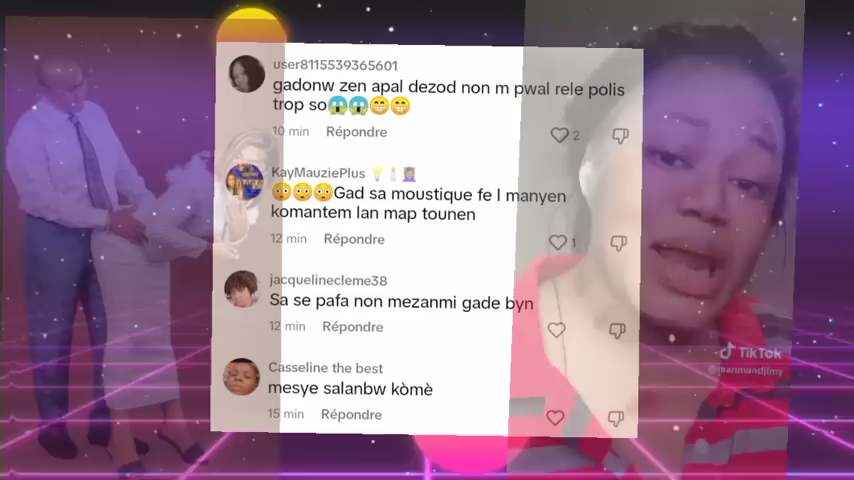 user8115539365601
gadonw zen apal dezod non m pwal rele polis
trop so😱😱😁😁
10 min Répondre 2
KayMauziePlus 💡🕯️💆🏾‍♀️
😳😳😳Gad sa moustique fe l manyen
komantem lan map tounen
12 min Répondre 1
jacquelinecleme38
Sa se pafa non mezanmi gade byn
12 min Répondre
Casseline the best
mesye salanbw kòmè
15 min Répondre
TikTok